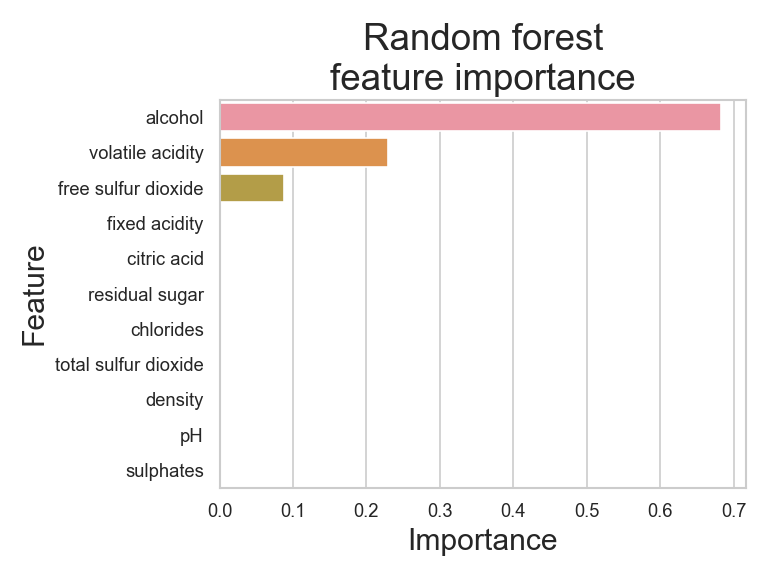 Random forest
feature importance
alcohol
volatile acidity
free sulfur dioxide
fixed acidity
citric acid
residual sugar
chlorides
total sulfur dioxide
density
pH
sulphates
Feature
0.0 0.1 0.2 0.3 0.4 0.5 0.6 0.7
Importance